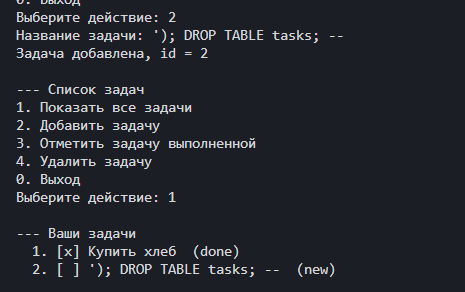 0. Выход
Выберите действие: 2
Название задачи: '); DROP TABLE tasks; --
Задача добавлена, id = 2

--- Список задач
1. Показать все задачи
2. Добавить задачу
3. Отметить задачу выполненной
4. Удалить задачу
0. Выход
Выберите действие: 1

--- Ваши задачи
  1. [x] Купить хлеб  (done)
  2. [ ] '); DROP TABLE tasks; --  (new)